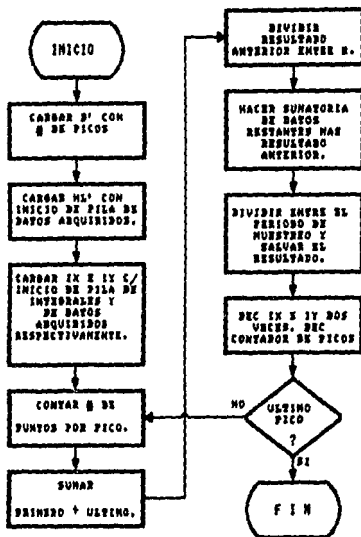 INICIO
CARGAR B' CON
# DE PICOS
CARGAR HL' CON
INICIO DE PILA DE
DATOS ADQUIRIDOS.
CARGAR IX E IY C/
INICIO DE PILA DE
INTEGRALES Y
DE DATOS
ADQUIRIDOS
RESPECTIVAMENTE.
CONTAR # DE
PUNTOS POR PICO.
SUMAR
PRIMERO + ULTIMO.
DIVIDIR
RESULTADO
ANTERIOR ENTRE 2.
HACER SUMATORIA
DE DATOS
RESTANTES MAS
RESULTADO
ANTERIOR.
DIVIDIR ENTRE EL
PERIODO DE
MUESTREO Y
SALVAR EL
RESULTADO.
DEC IX E IY DOS
VECES. DEC
CONTADOR DE PICOS
NO
ULTIMO
PICO
?
SI
FIN